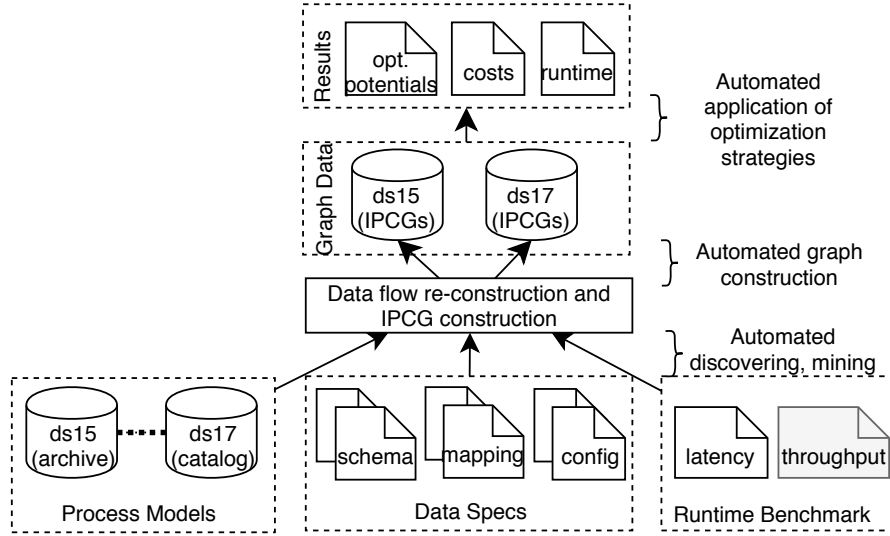 Results
opt.
potentials
costs
runtime
Automated
application of
optimization
strategies
Graph Data
ds15
(IPCGs)
ds17
(IPCGs)
Automated graph
construction
Data flow re-construction and
IPCG construction
Automated
discovering, mining
ds15
(archive)
ds17
(catalog)
Process Models
schema
mapping
config
Data Specs
latency
throughput
Runtime Benchmark